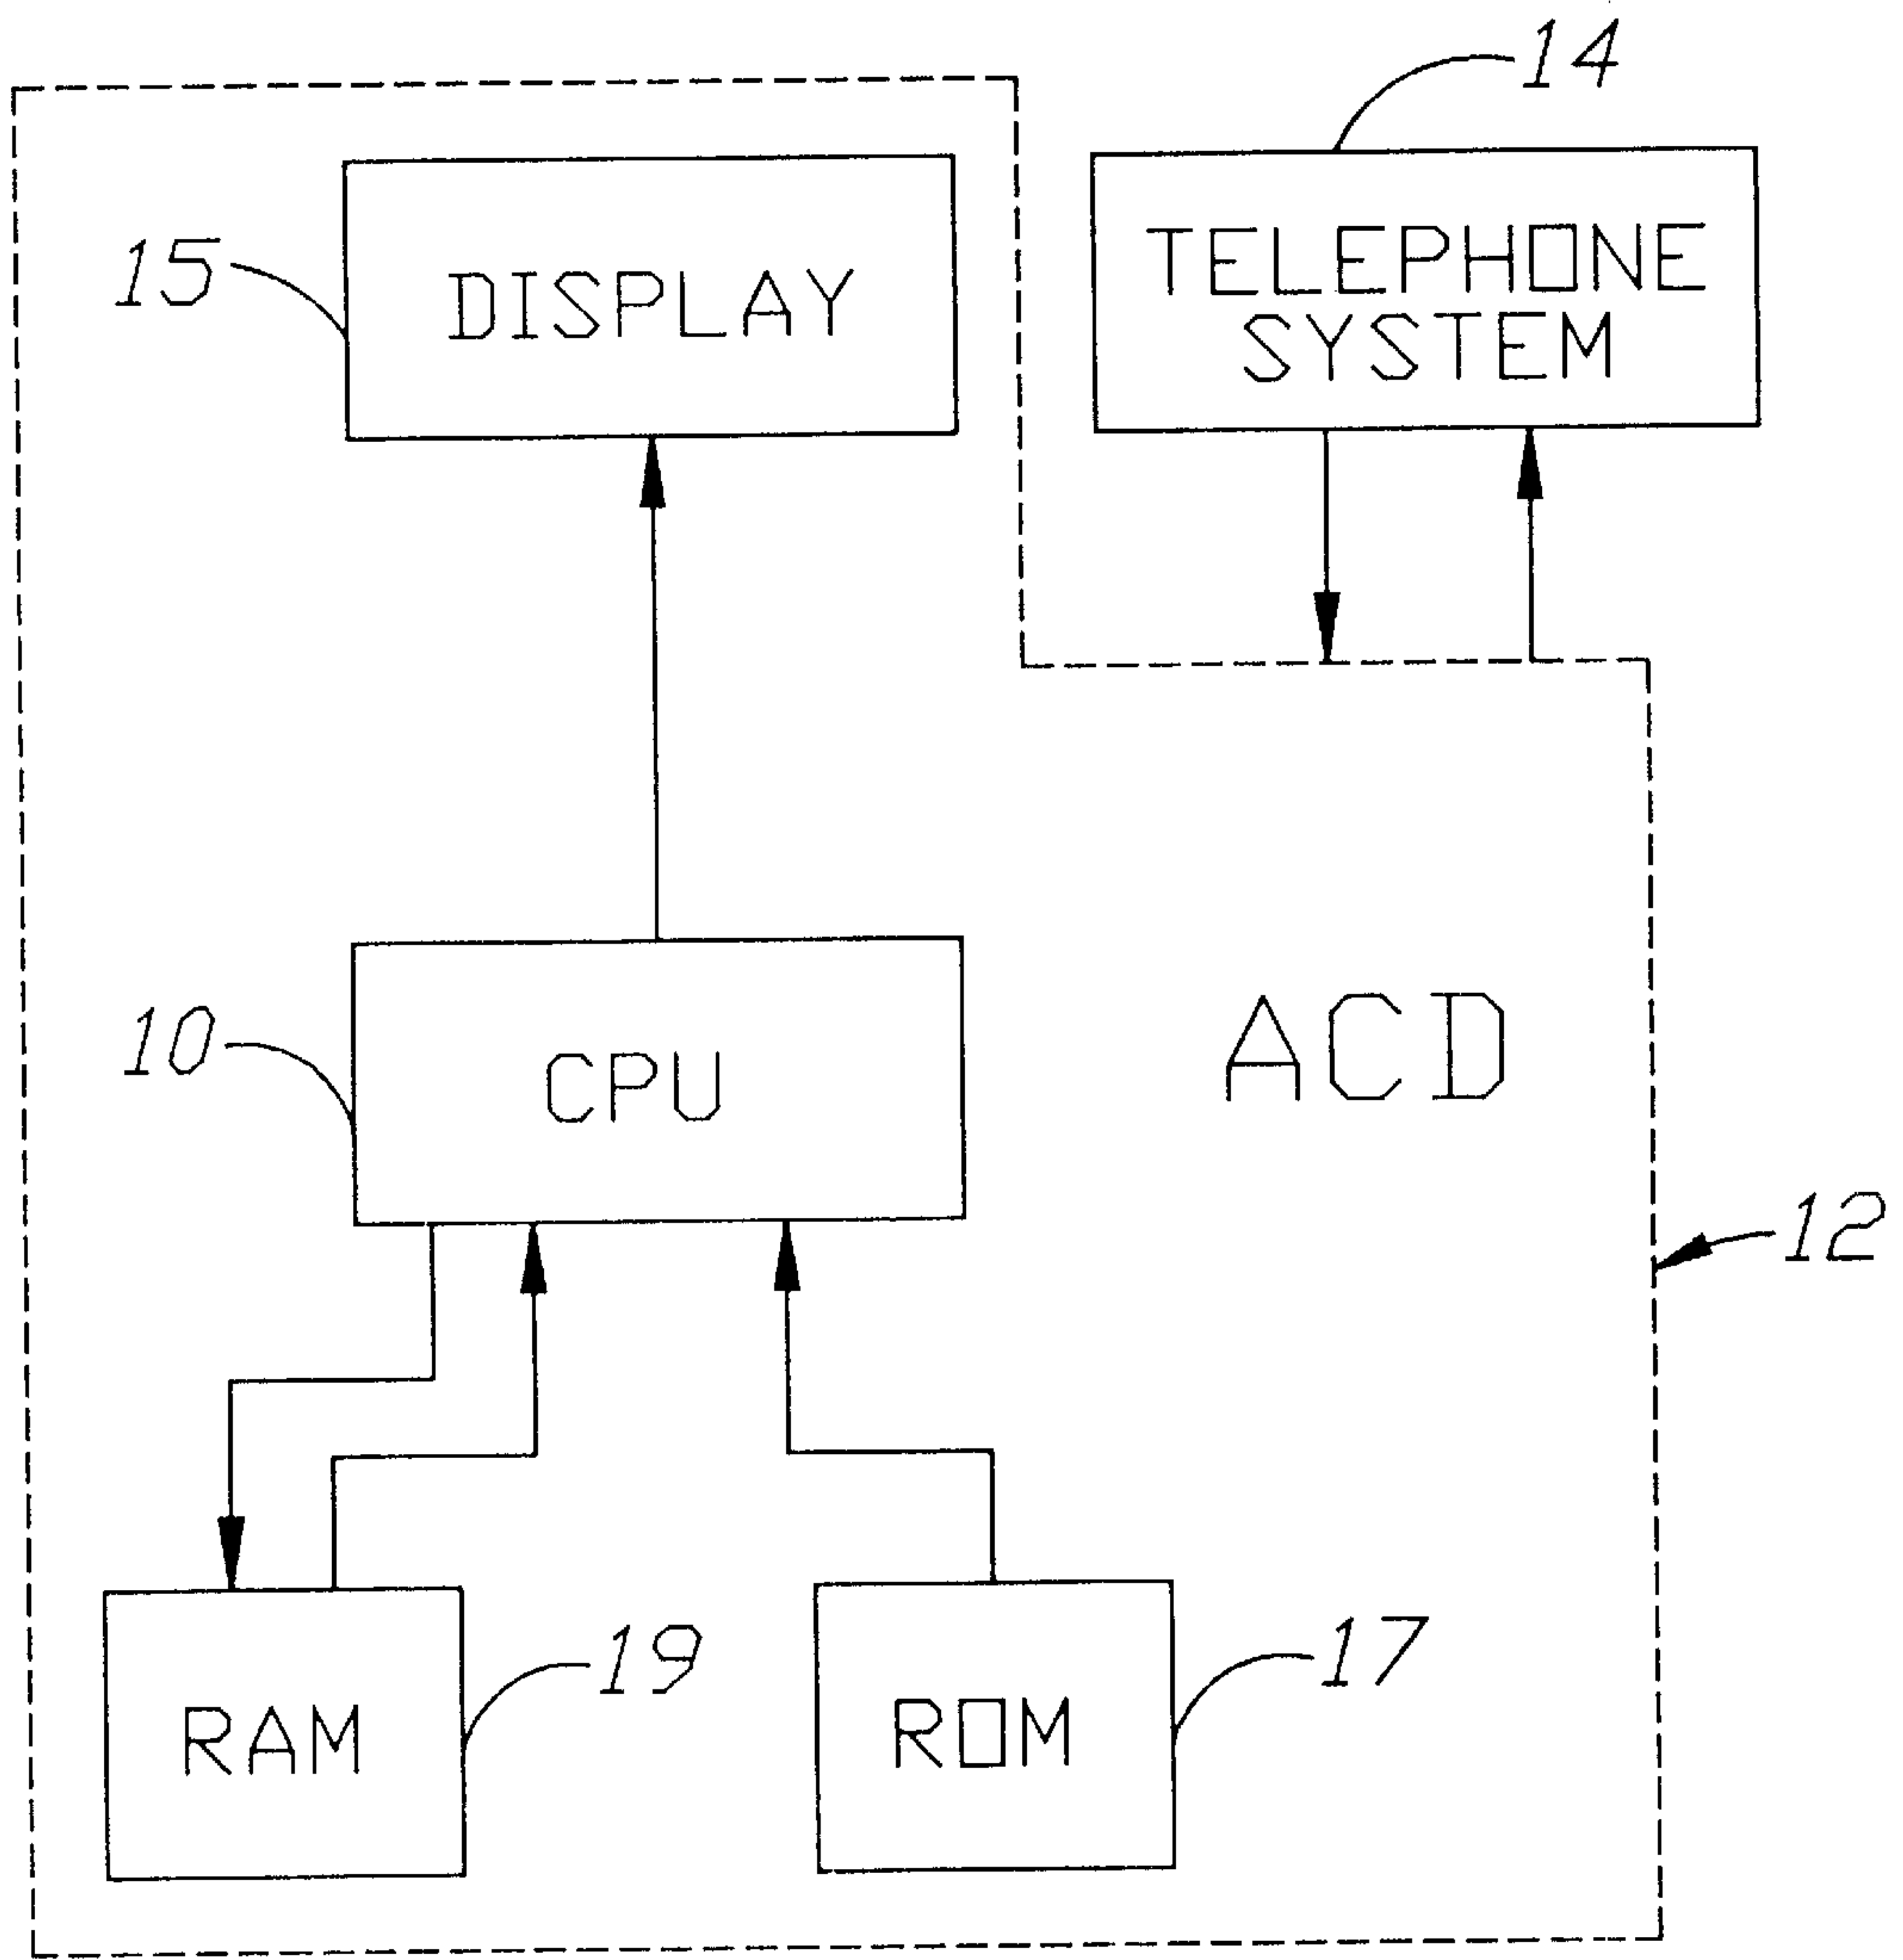 14
TELEPHONE
SYSTEM
15
DISPLAY
10
CPU
ACD
12
19
RAM
17
ROM